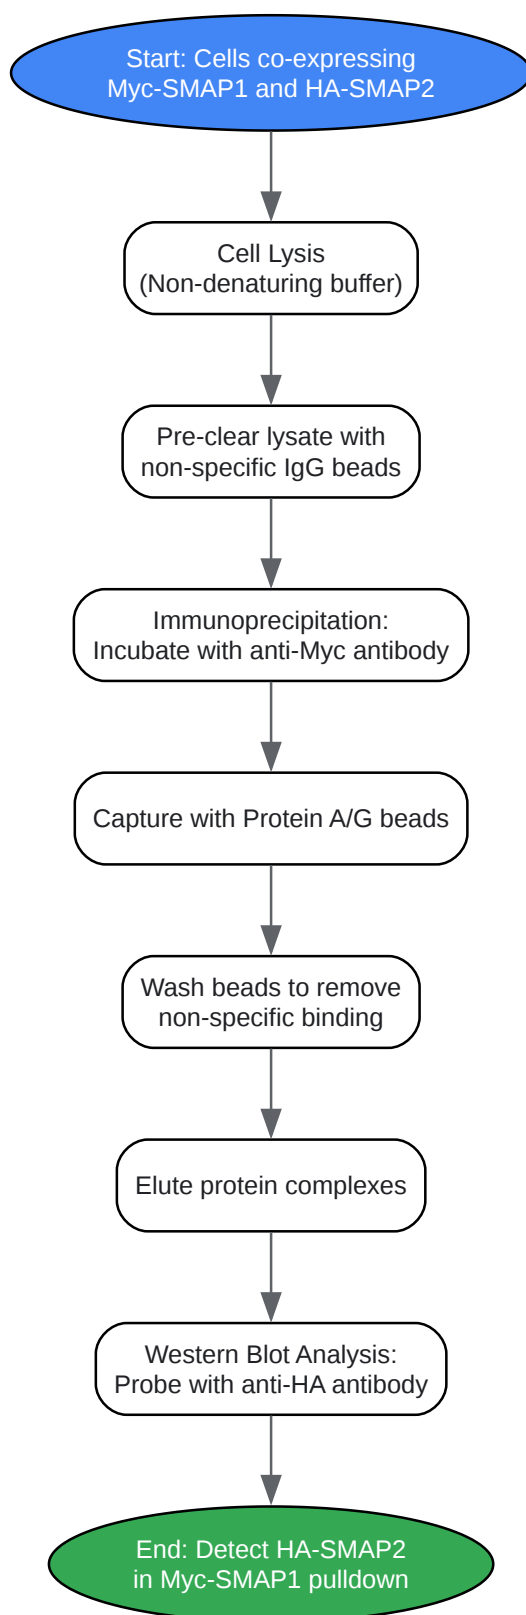 Start: Cells co-expressing
Myc-SMAP1 and HA-SMAP2
Cell Lysis
(Non-denaturing buffer)
Pre-clear lysate with
non-specific IgG beads
Immunoprecipitation:
Incubate with anti-Myc antibody
Capture with Protein A/G beads
Wash beads to remove
non-specific binding
Elute protein complexes
Western Blot Analysis:
Probe with anti-HA antibody
End: Detect HA-SMAP2
in Myc-SMAP1 pulldown